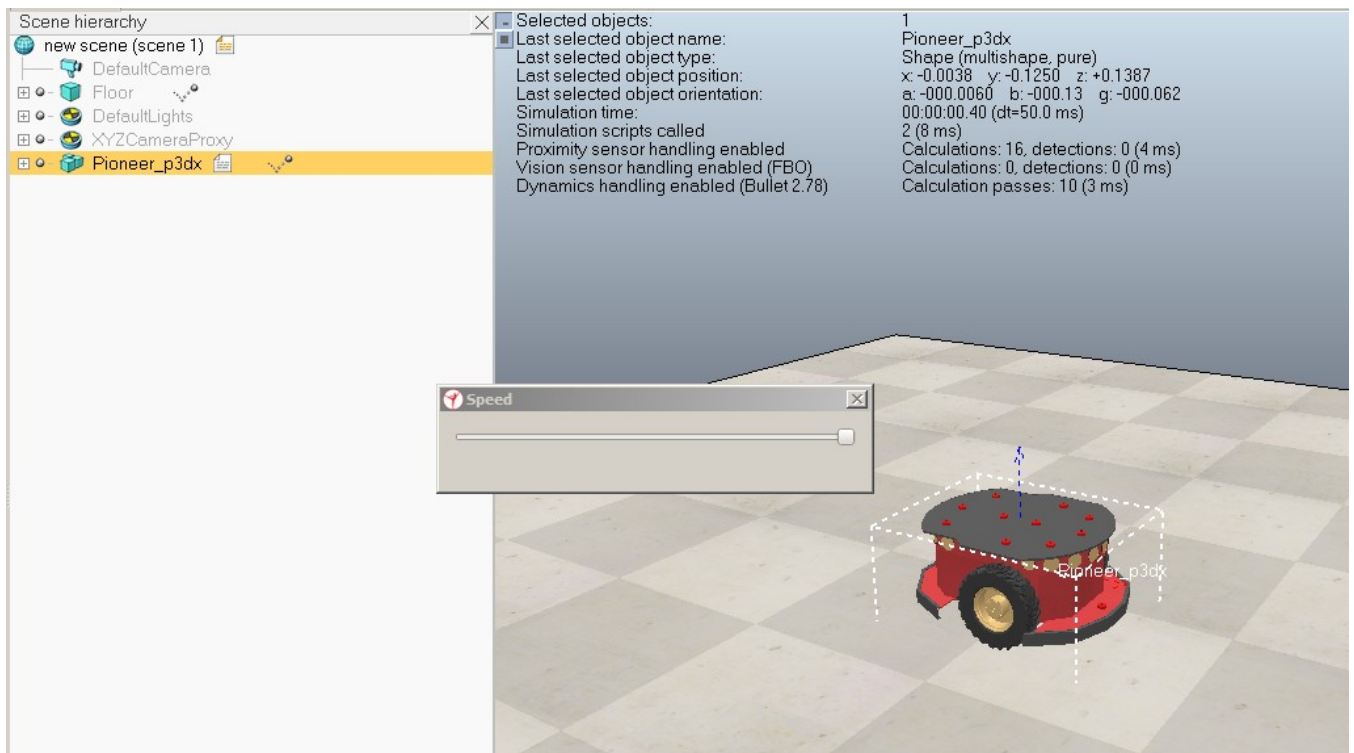 Scene hierarchy
new scene (scene 1)
DefaultCamera
Floor
DefaultLights
XYZCameraProxy
Pioneer_p3dx
Selected objects: 1
Last selected object name: Pioneer_p3dx
Last selected object type: Shape (multishape, pure)
Last selected object position: x: -0.0038 y: -0.1250 z: +0.1387
Last selected object orientation: a: -000.0060 b: -000.13 g: -000.062
Simulation time: 00:00:00.40 (dt=50.0 ms)
Simulation scripts called 2 (8 ms)
Proximity sensor handling enabled Calculations: 16, detections: 0 (4 ms)
Vision sensor handling enabled (FBO) Calculations: 0, detections: 0 (0 ms)
Dynamics handling enabled (Bullet 2.78) Calculation passes: 10 (3 ms)
Speed
Pioneer_p3dx